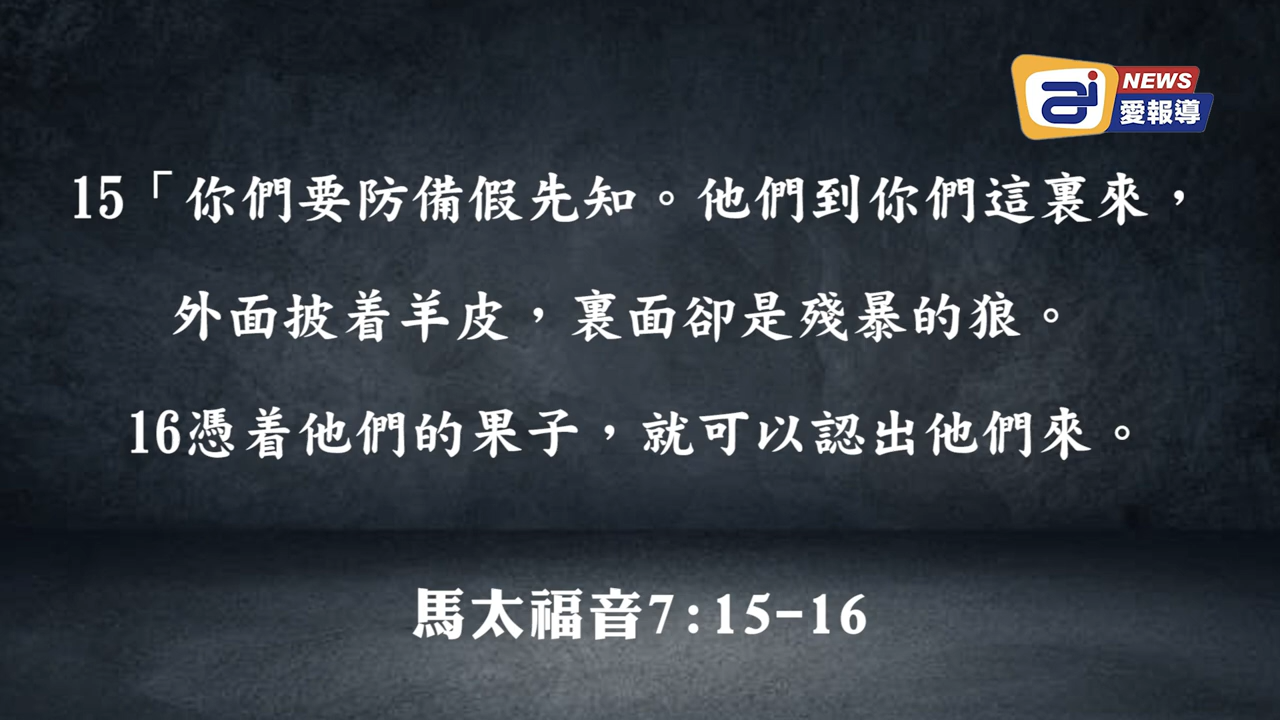 NEWS
愛報導
15「你們要防備假先知。他們到你們這裏來，
外面披着羊皮，裏面卻是殘暴的狼。
16憑着他們的果子，就可以認出他們來。
馬太福音7:15-16